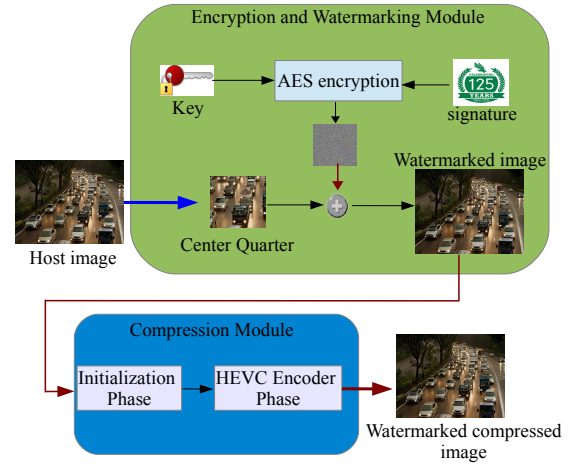 Encryption and Watermarking Module
AES encryption
Key
125
YEARS
signature
Watermarked image
Host image
Center Quarter
Compression Module
Initialization
Phase
HEVC Encoder
Phase
Watermarked compressed
image